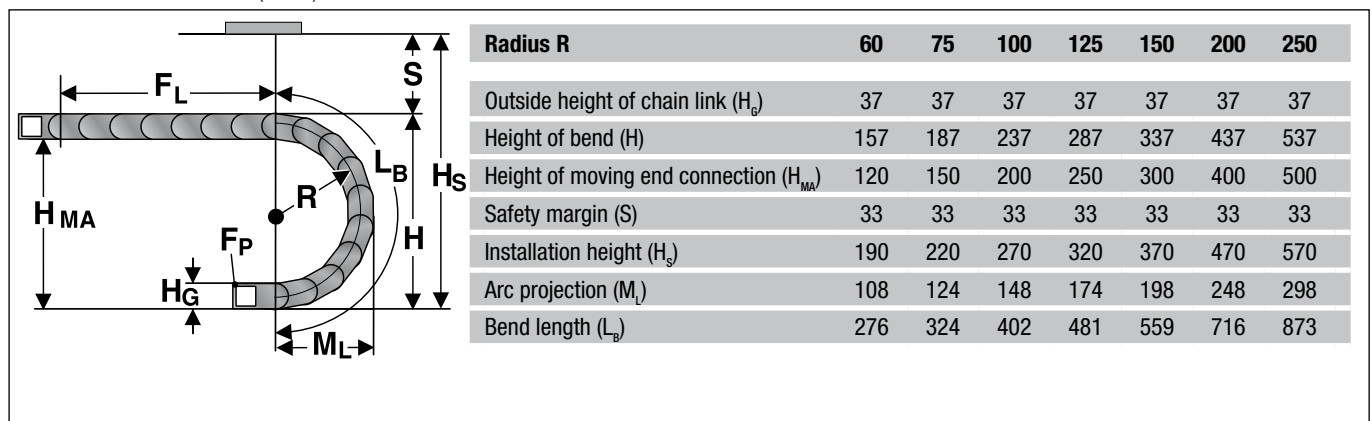 S
F_L
L_B
H_S
R
H_MA
H
F_P
H_G
M_L
Radius R 60 75 100 125 150 200 250
Outside height of chain link (H_G) 37 37 37 37 37 37 37
Height of bend (H) 157 187 237 287 337 437 537
Height of moving end connection (H_MA) 120 150 200 250 300 400 500
Safety margin (S) 33 33 33 33 33 33 33
Installation height (H_S) 190 220 270 320 370 470 570
Arc projection (M_L) 108 124 148 174 198 248 298
Bend length (L_B) 276 324 402 481 559 716 873